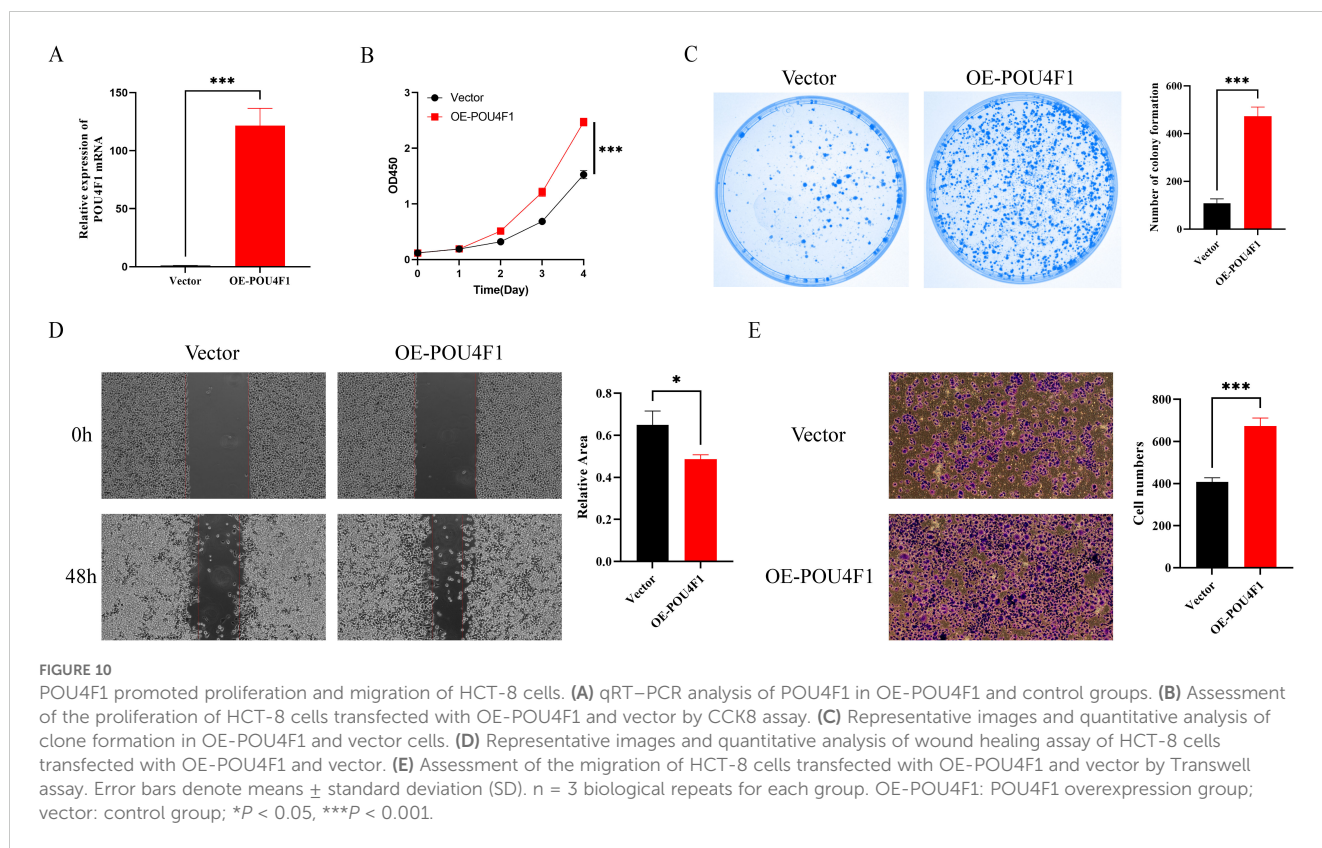 A
***
150
100
50
0
Relative expression of
POU4F1 mRNA
Vector
OE-POU4F1
B
Vector
OE-POU4F1
3
2
1
0
OD450
***
0
1
2
3
4
Time(Day)
C
Vector
OE-POU4F1
***
600
400
200
0
Number of colony formation
Vector
OE-POU4F1
D
Vector
OE-POU4F1
0h
48h
*
0.8
0.6
0.4
0.2
0.0
Relative Area
Vector
OE-POU4F1
E
Vector
OE-POU4F1
***
800
600
400
200
0
Cell numbers
Vector
OE-POU4F1
FIGURE 10
POU4F1 promoted proliferation and migration of HCT-8 cells. (A) qRT–PCR analysis of POU4F1 in OE-POU4F1 and control groups. (B) Assessment
of the proliferation of HCT-8 cells transfected with OE-POU4F1 and vector by CCK8 assay. (C) Representative images and quantitative analysis of
clone formation in OE-POU4F1 and vector cells. (D) Representative images and quantitative analysis of wound healing assay of HCT-8 cells
transfected with OE-POU4F1 and vector. (E) Assessment of the migration of HCT-8 cells transfected with OE-POU4F1 and vector by Transwell
assay. Error bars denote means ± standard deviation (SD). n = 3 biological repeats for each group. OE-POU4F1: POU4F1 overexpression group;
vector: control group; *P < 0.05, ***P < 0.001.